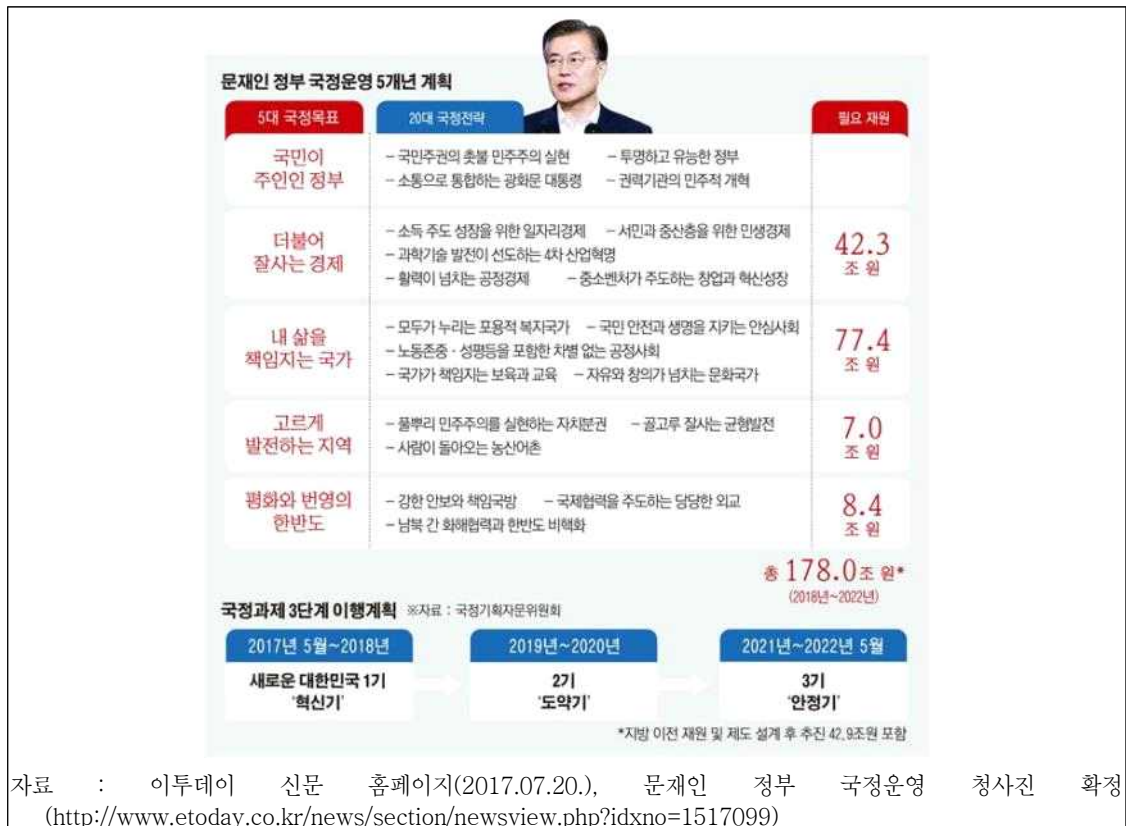 문재인 정부 국정운영 5개년 계획
5대 국정목표 20대 국정전략 필요 재원
국민이
주인인 정부
– 국민주권의 촛불 민주주의 실현 – 투명하고 유능한 정부
– 소통으로 통합하는 광화문 대통령 – 권력기관의 민주적 개혁
더불어
잘사는 경제
– 소득 주도 성장을 위한 일자리경제 – 서민과 중산층을 위한 민생경제
– 과학기술 발전이 선도하는 4차 산업혁명
– 활력이 넘치는 공정경제 – 중소벤처가 주도하는 창업과 혁신성장
42.3
조 원
내 삶을
책임지는 국가
– 모두가 누리는 포용적 복지국가 – 국민 안전과 생명을 지키는 안심사회
– 노동존중·성평등을 포함한 차별 없는 공정사회
– 국가가 책임지는 보육과 교육 – 자유와 창의가 넘치는 문화국가
77.4
조 원
고르게
발전하는 지역
– 풀뿌리 민주주의를 실현하는 자치분권 – 골고루 잘사는 균형발전
– 사람이 돌아오는 농산어촌
7.0
조 원
평화와 번영의
한반도
– 강한 안보와 책임국방 – 국제협력을 주도하는 당당한 외교
– 남북 간 화해협력과 한반도 비핵화
8.4
조 원
총 178.0조 원*
(2018년~2022년)
국정과제 3단계 이행계획 ※자료 : 국정기획자문위원회
2017년 5월~2018년 2019년~2020년 2021년~2022년 5월
새로운 대한민국 1기
'혁신기'
2기
'도약기'
3기
'안정기'
*지방 이전 재원 및 제도 설계 후 추진 42.9조원 포함
자료 : 이투데이 신문 홈페이지(2017.07.20.), 문재인 정부 국정운영 청사진 확정
(http://www.etoday.co.kr/news/section/newsview.php?idxno=1517099)